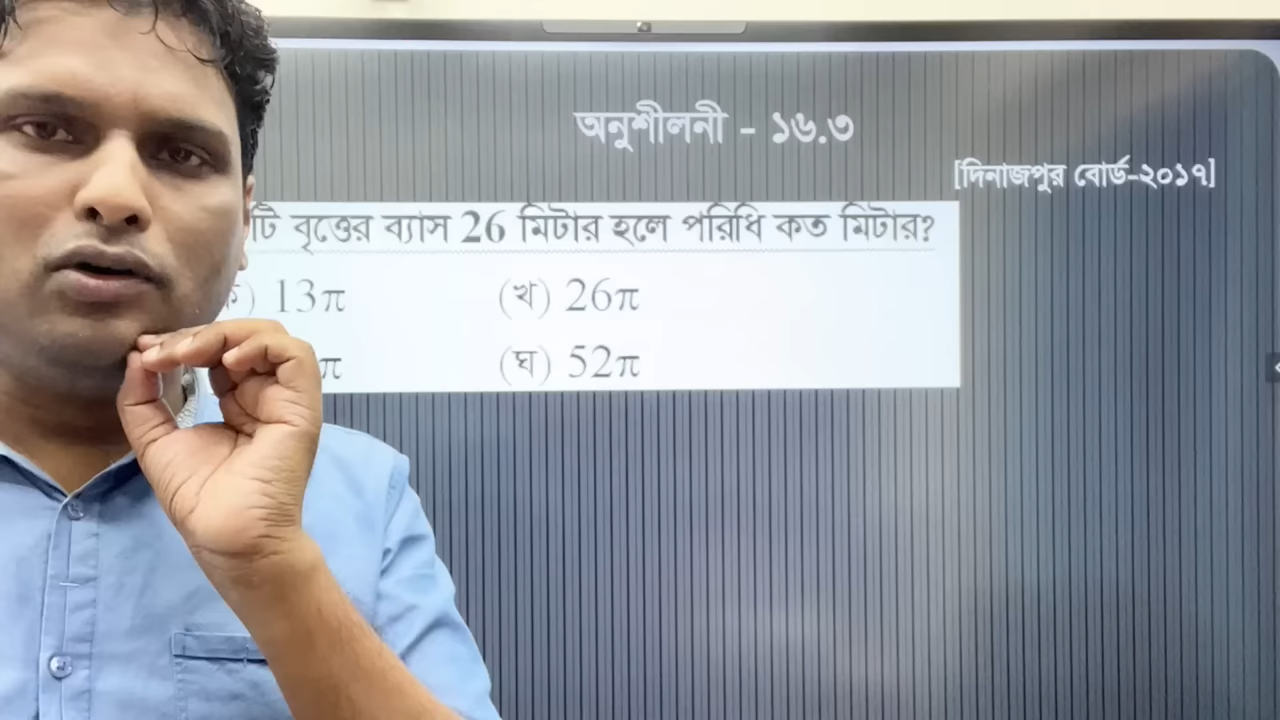 অনুশীলনী - ১৬.৩
[দিনাজপুর বোর্ড-২০১৭]
টি বৃত্তের ব্যাস 26 মিটার হলে পরিধি কত মিটার?
) 13π (খ) 26π
π (ঘ) 52π